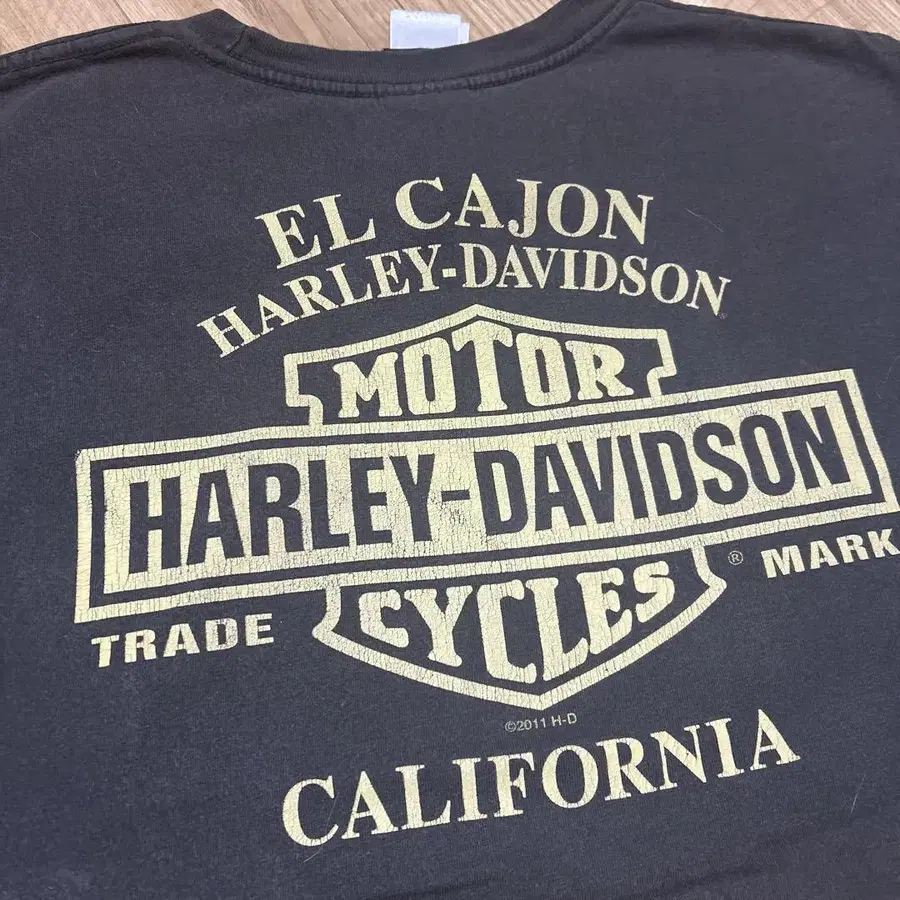 EL CAJON
HARLEY-DAVIDSON
MOTOR
HARLEY-DAVIDSON
CYCLES
®
TRADE MARK
©2011 H-D
CALIFORNIA